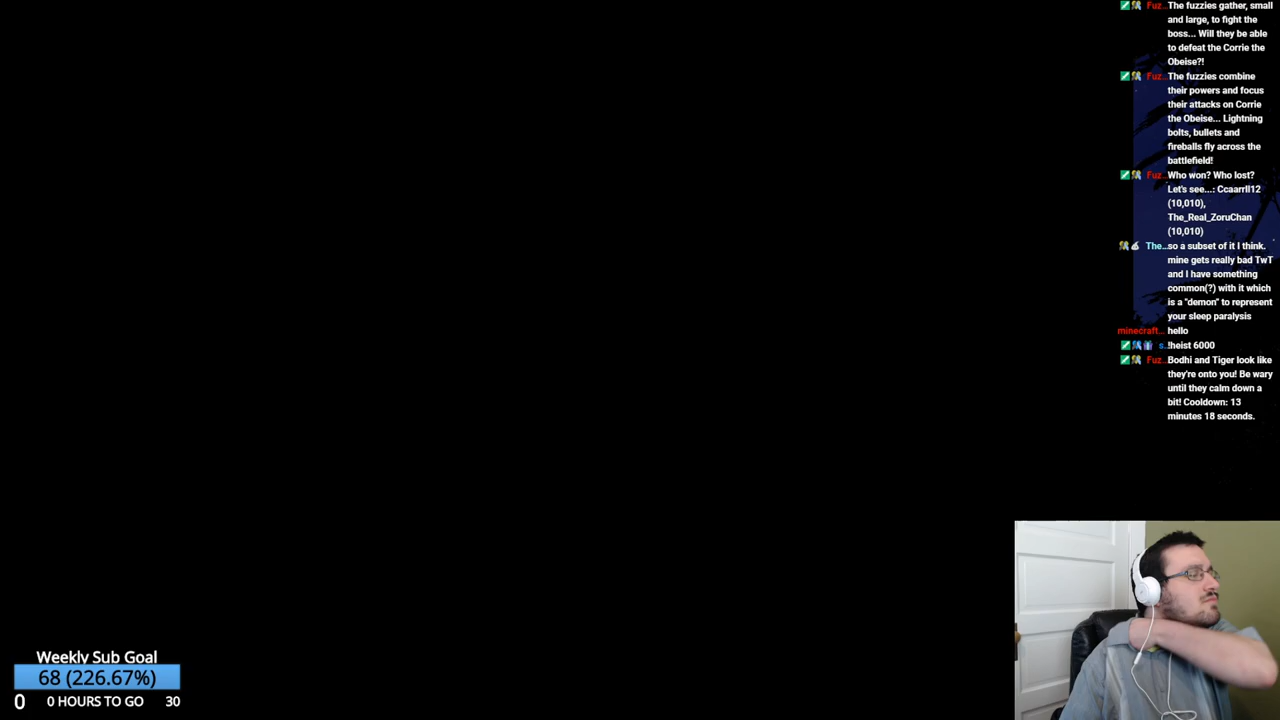 Fuz... The fuzzies gather, small
and large, to fight the
boss... Will they be able
to defeat the Corrie the
Obeise?!
Fuz... The fuzzies combine
their powers and focus
their attacks on Corrie
the Obeise... Lightning
bolts, bullets and
fireballs fly across the
battlefield!
Fuz... Who won? Who lost?
Let's see...: Ccaarrll12
(10,010),
The_Real_ZoruChan
(10,010)
The... so a subset of it I think.
mine gets really bad TwT
and I have something
common(?) with it which
is a "demon" to represent
your sleep paralysis
minecraft... hello
s... !heist 6000
Fuz... Bodhi and Tiger look like
they're onto you! Be wary
until they calm down a
bit! Cooldown: 13
minutes 18 seconds.
Weekly Sub Goal
68 (226.67%)
0 0 HOURS TO GO 30